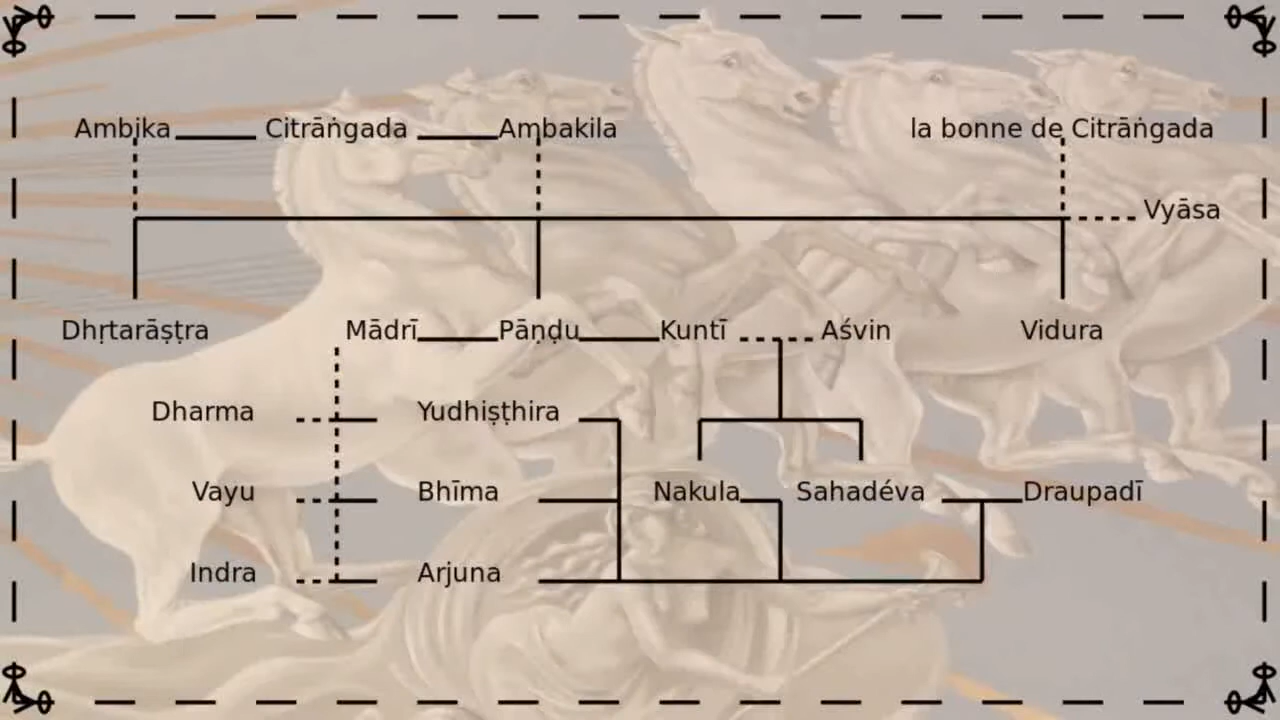 Ambika Citrāṅgada Ambakila la bonne de Citrāṅgada
Vyāsa
Dhṛtarāṣṭra Mādrī Pāṇḍu Kuntī Aśvin Vidura
Dharma Yudhiṣṭhira
Vayu Bhīma Nakula Sahadéva Draupadī
Indra Arjuna